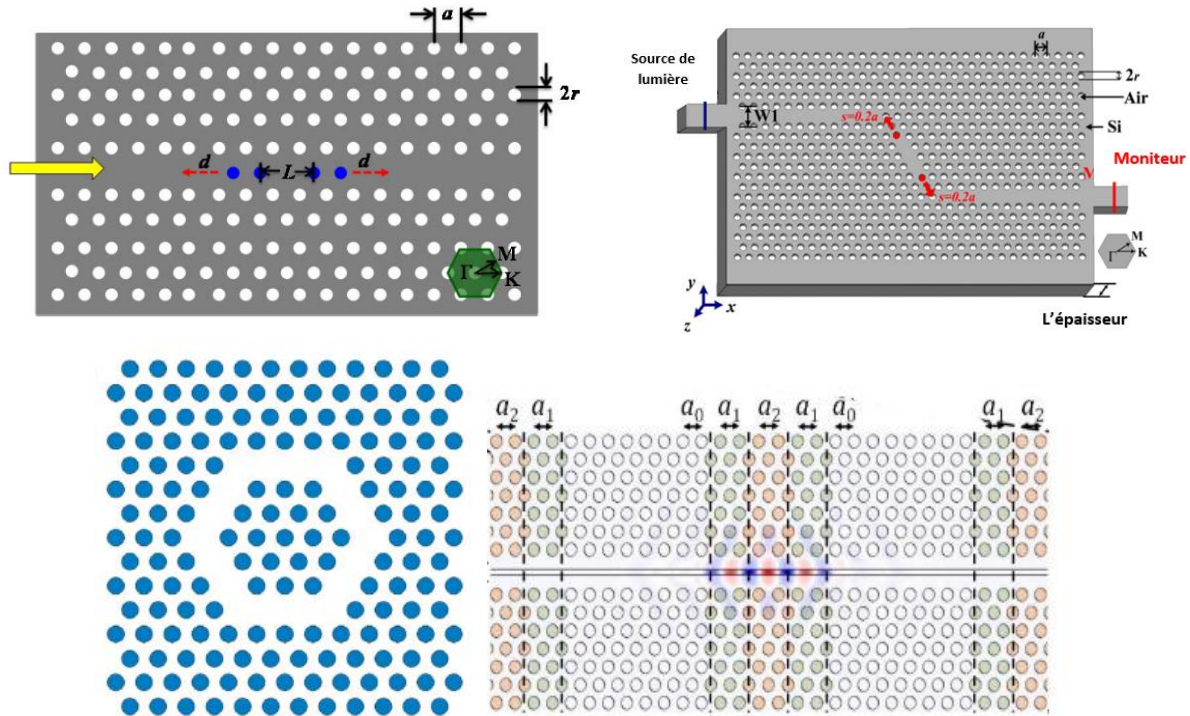 a
2r
d
L
d
M
Γ
K
Source de
lumière
W1
a
2r
Air
Si
s=0.2a
s=0.2a
Moniteur
M
M
Γ
K
y
x
z
L'épaisseur
a₂ a₁ a₀ a₁ a₂ a₁ a₀ a₁ a₂